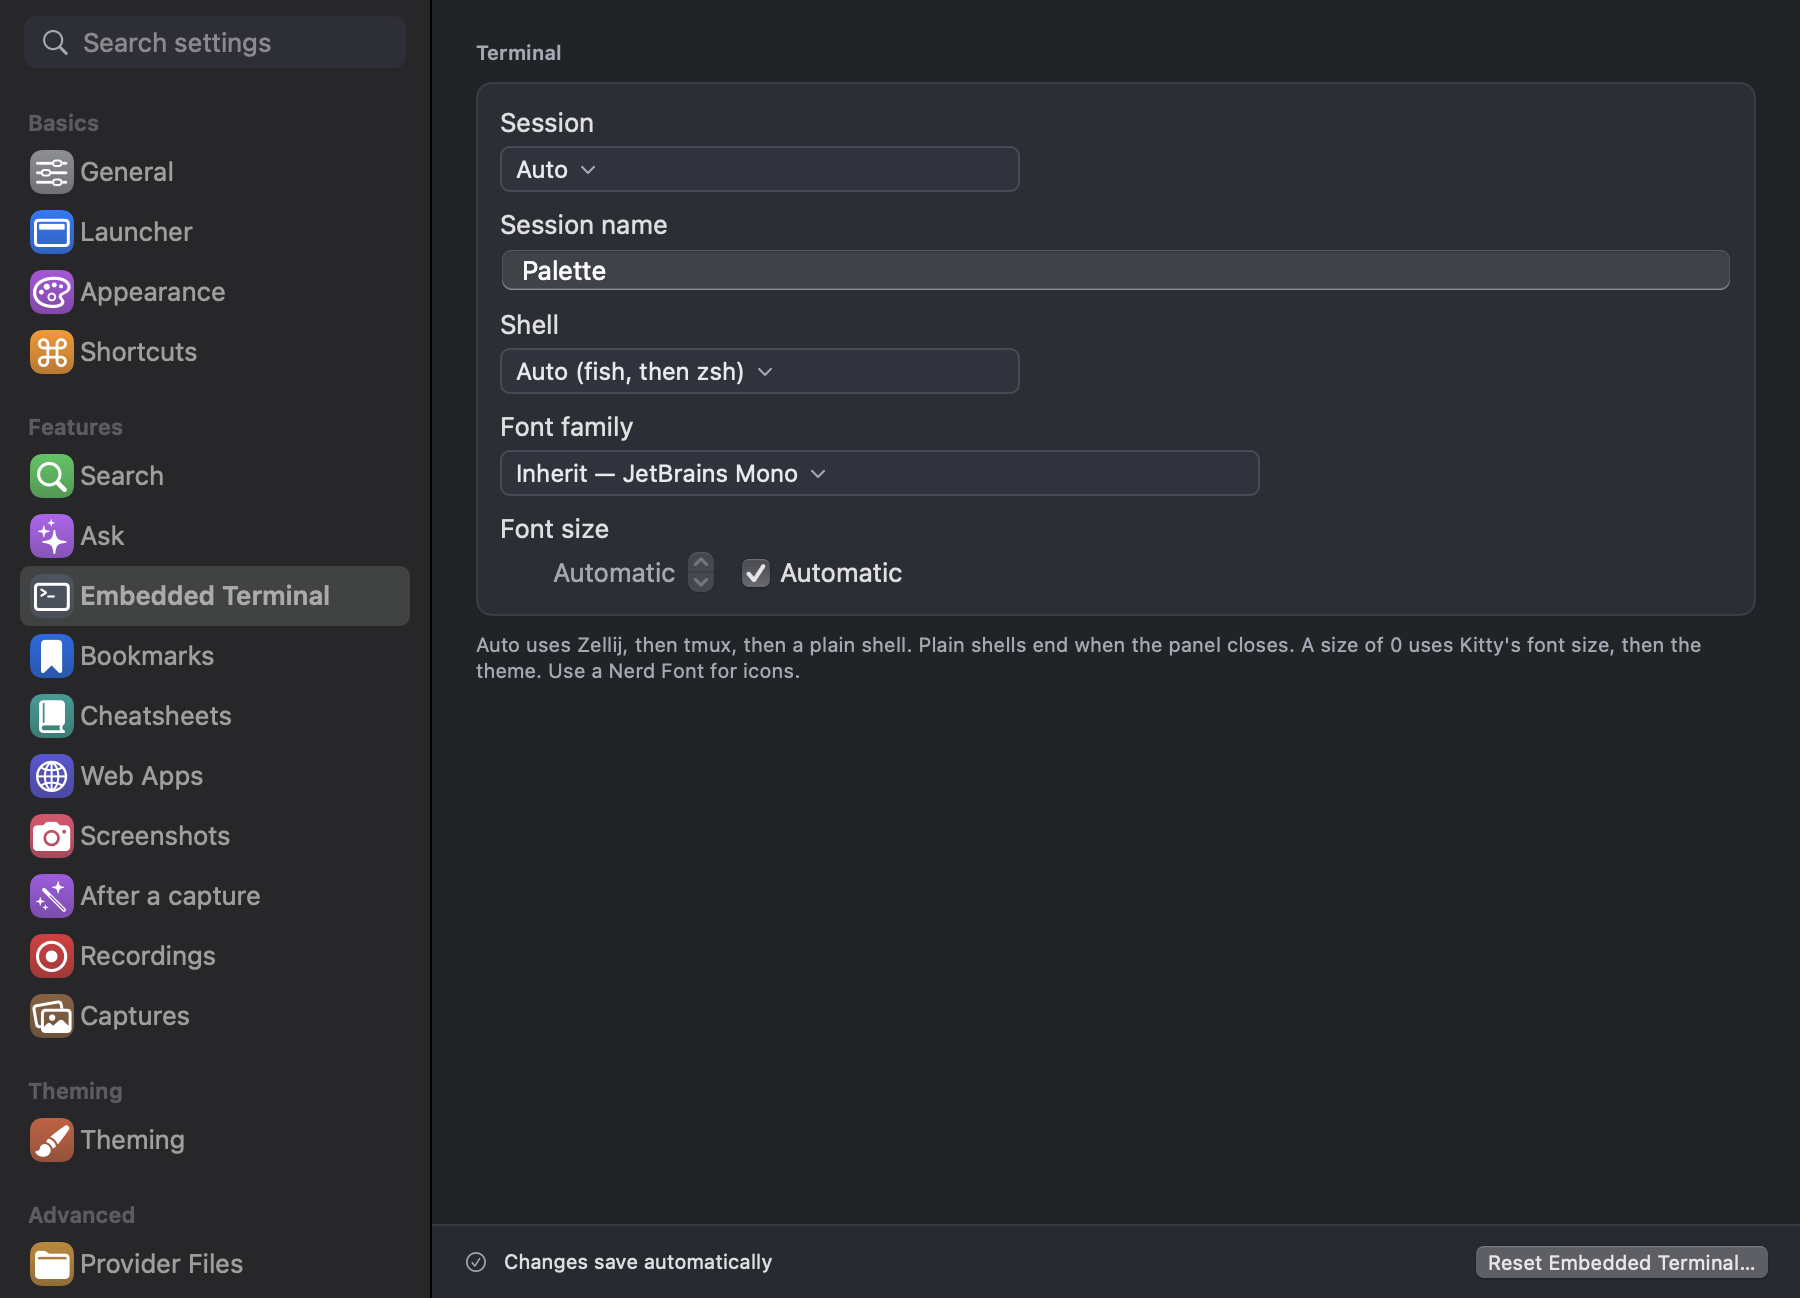 Search settings
Basics
General
Launcher
Appearance
Shortcuts
Features
Search
Ask
Embedded Terminal
Bookmarks
Cheatsheets
Web Apps
Screenshots
After a capture
Recordings
Captures
Theming
Theming
Advanced
Provider Files
Terminal
Session
Auto
Session name
Palette
Shell
Auto (fish, then zsh)
Font family
Inherit — JetBrains Mono
Font size
Automatic
Automatic
Auto uses Zellij, then tmux, then a plain shell. Plain shells end when the panel closes. A size of 0 uses Kitty's font size, then the
theme. Use a Nerd Font for icons.
Changes save automatically
Reset Embedded Terminal...